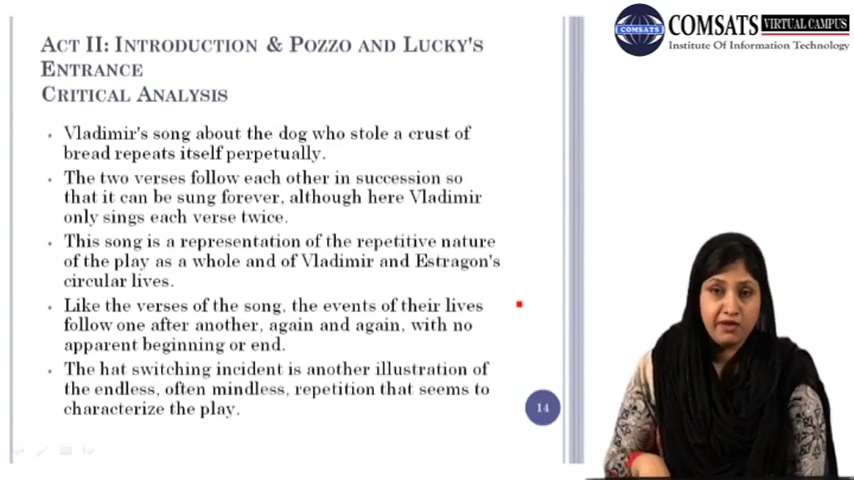 ACT II: INTRODUCTION & POZZO AND LUCKY'S
ENTRANCE
CRITICAL ANALYSIS
Vladimir's song about the dog who stole a crust of
bread repeats itself perpetually.
The two verses follow each other in succession so
that it can be sung forever, although here Vladimir
only sings each verse twice.
This song is a representation of the repetitive nature
of the play as a whole and of Vladimir and Estragon's
circular lives.
Like the verses of the song, the events of their lives
follow one after another, again and again, with no
apparent beginning or end.
The hat switching incident is another illustration of
the endless, often mindless, repetition that seems to
characterize the play.
14
COMSATS
COMSATS VIRTUAL CAMPUS
Institute Of Information Technology